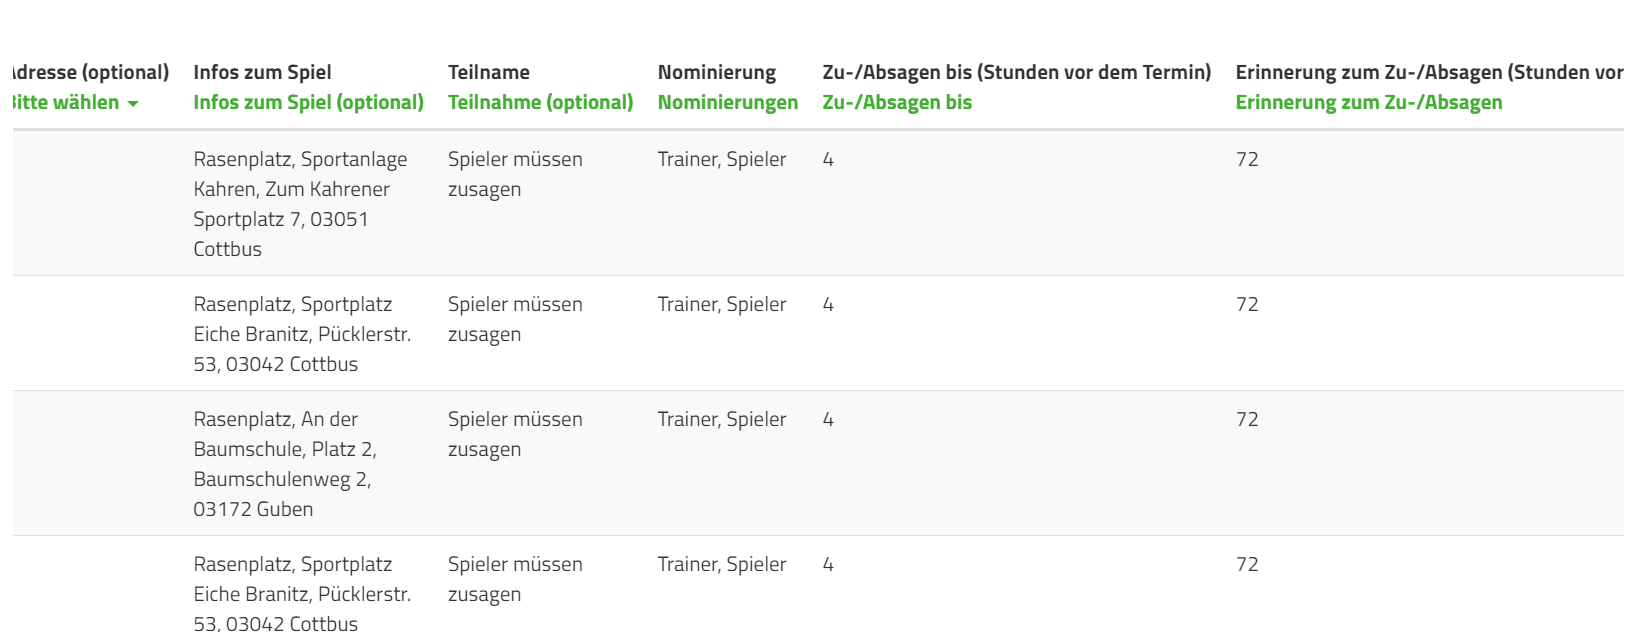 Adresse (optional) Infos zum Spiel Teilname Nominierung Zu-/Absagen bis (Stunden vor dem Termin) Erinnerung zum Zu-/Absagen (Stunden vor
Bitte wählen Infos zum Spiel (optional) Teilnahme (optional) Nominierungen Zu-/Absagen bis Erinnerung zum Zu-/Absagen
Rasenplatz, Sportanlage Spieler müssen Trainer, Spieler 4 72
Kahren, Zum Kahrener zusagen
Sportplatz 7, 03051
Cottbus
Rasenplatz, Sportplatz Spieler müssen Trainer, Spieler 4 72
Eiche Branitz, Pücklerstr. zusagen
53, 03042 Cottbus
Rasenplatz, An der Spieler müssen Trainer, Spieler 4 72
Baumschule, Platz 2, zusagen
Baumschulenweg 2,
03172 Guben
Rasenplatz, Sportplatz Spieler müssen Trainer, Spieler 4 72
Eiche Branitz, Pücklerstr. zusagen
53, 03042 Cottbus